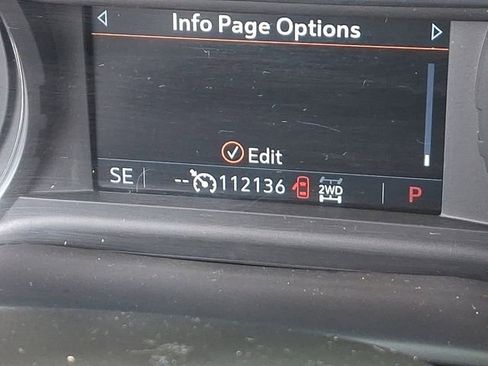 Info Page Options
Edit
SE -- 112136 2WD P